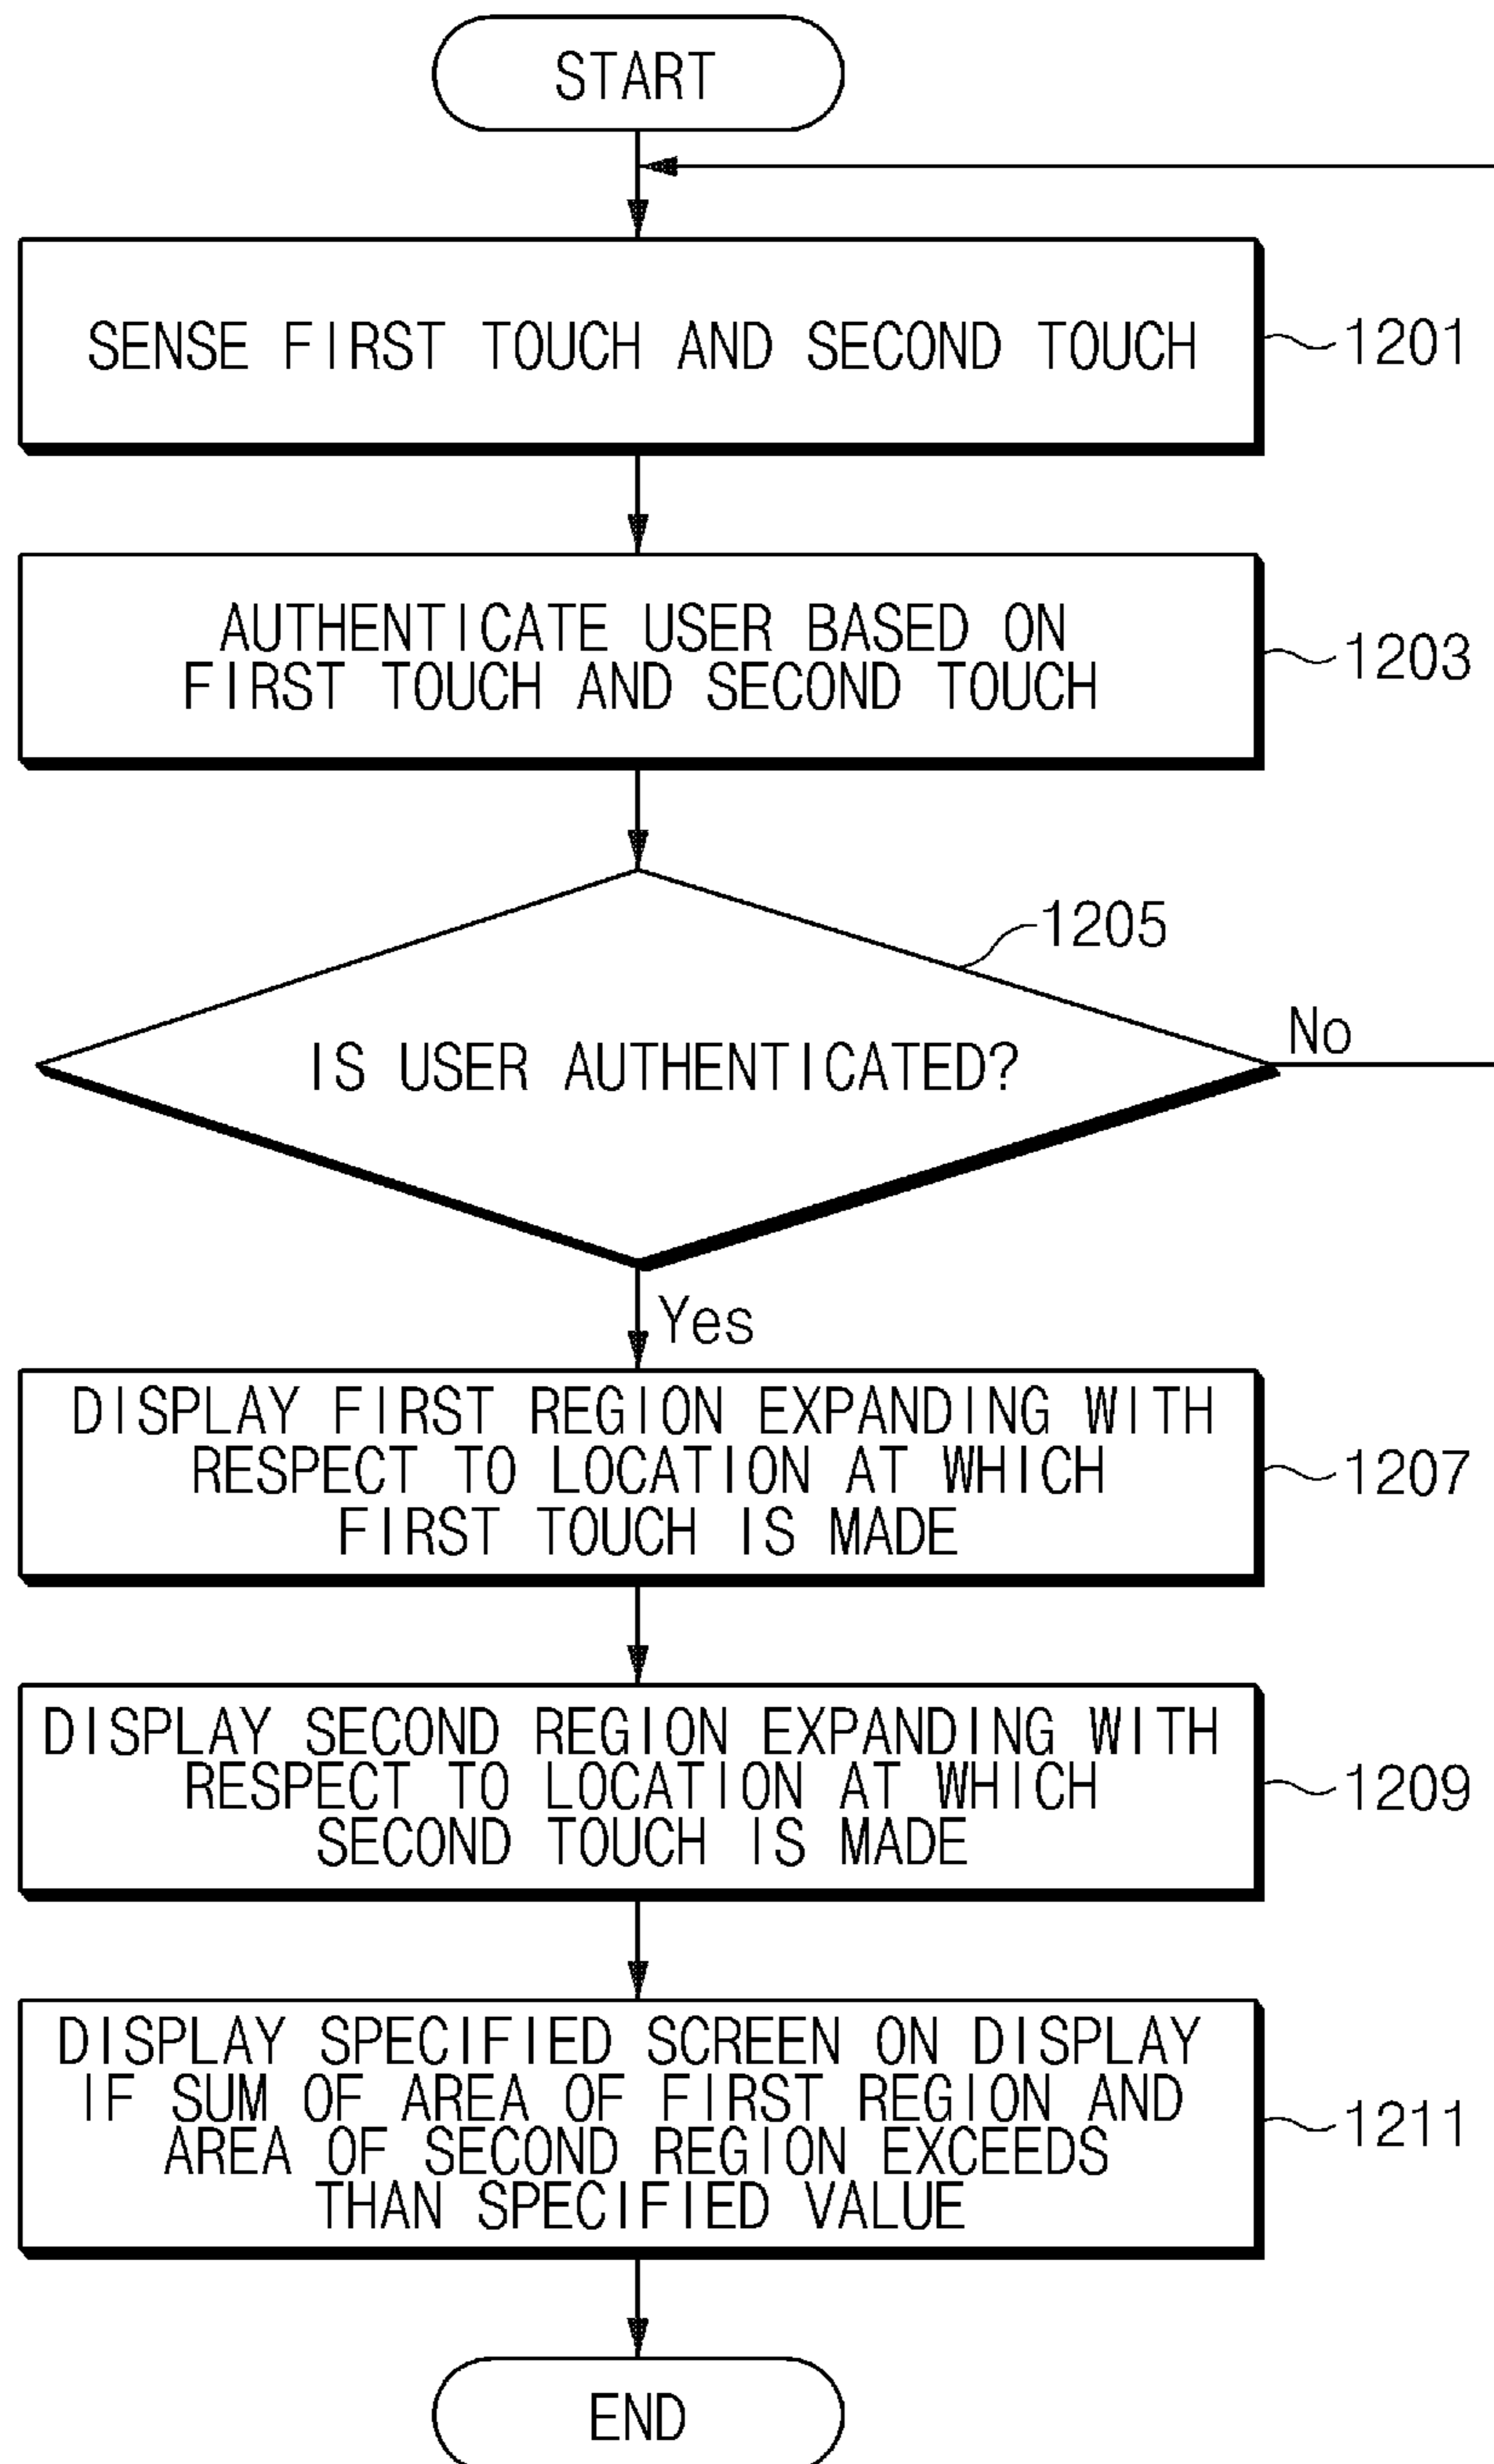 START
SENSE FIRST TOUCH AND SECOND TOUCH
1201
AUTHENTICATE USER BASED ON
FIRST TOUCH AND SECOND TOUCH
1203
1205
IS USER AUTHENTICATED?
No
Yes
DISPLAY FIRST REGION EXPANDING WITH
RESPECT TO LOCATION AT WHICH
FIRST TOUCH IS MADE
1207
DISPLAY SECOND REGION EXPANDING WITH
RESPECT TO LOCATION AT WHICH
SECOND TOUCH IS MADE
1209
DISPLAY SPECIFIED SCREEN ON DISPLAY
IF SUM OF AREA OF FIRST REGION AND
AREA OF SECOND REGION EXCEEDS
THAN SPECIFIED VALUE
1211
END